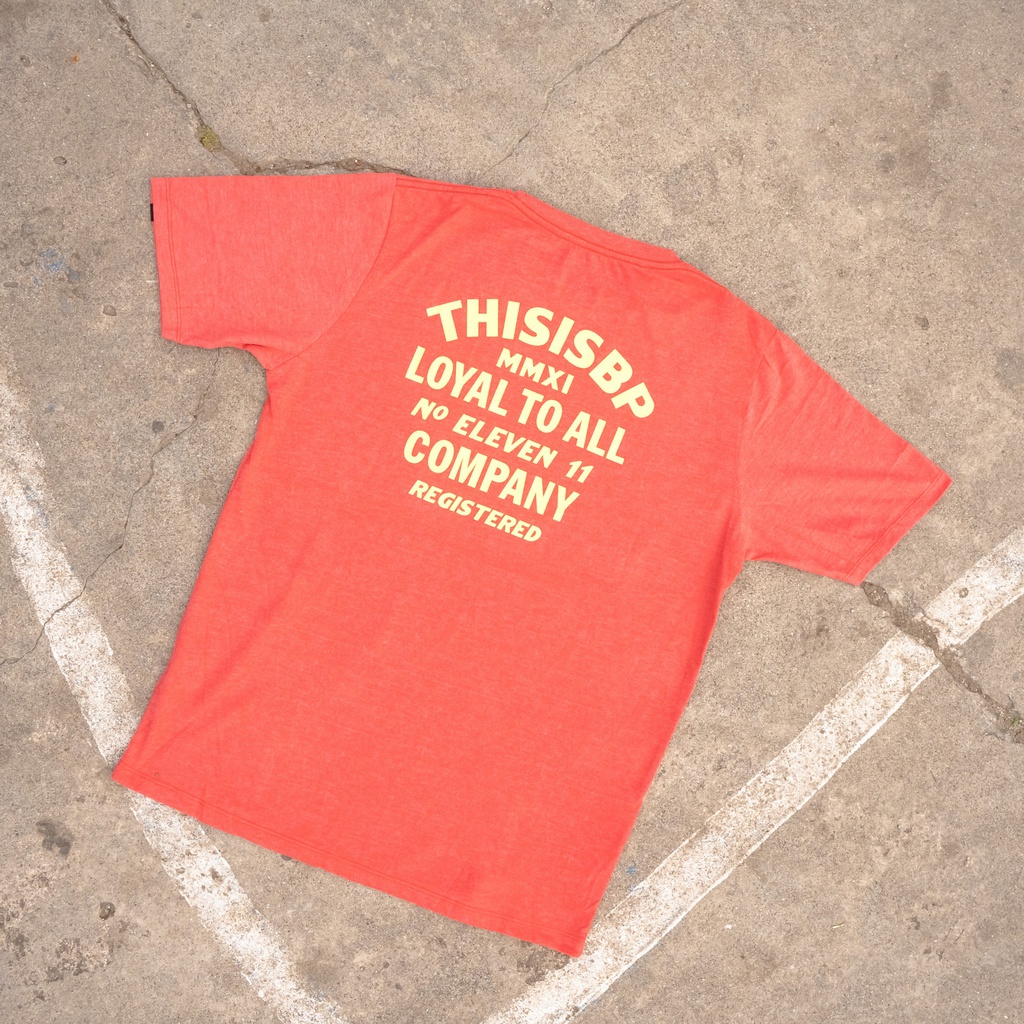 THISISBP
MMXI
LOYAL TO ALL
No ELEVEN 11
COMPANY
REGISTERED